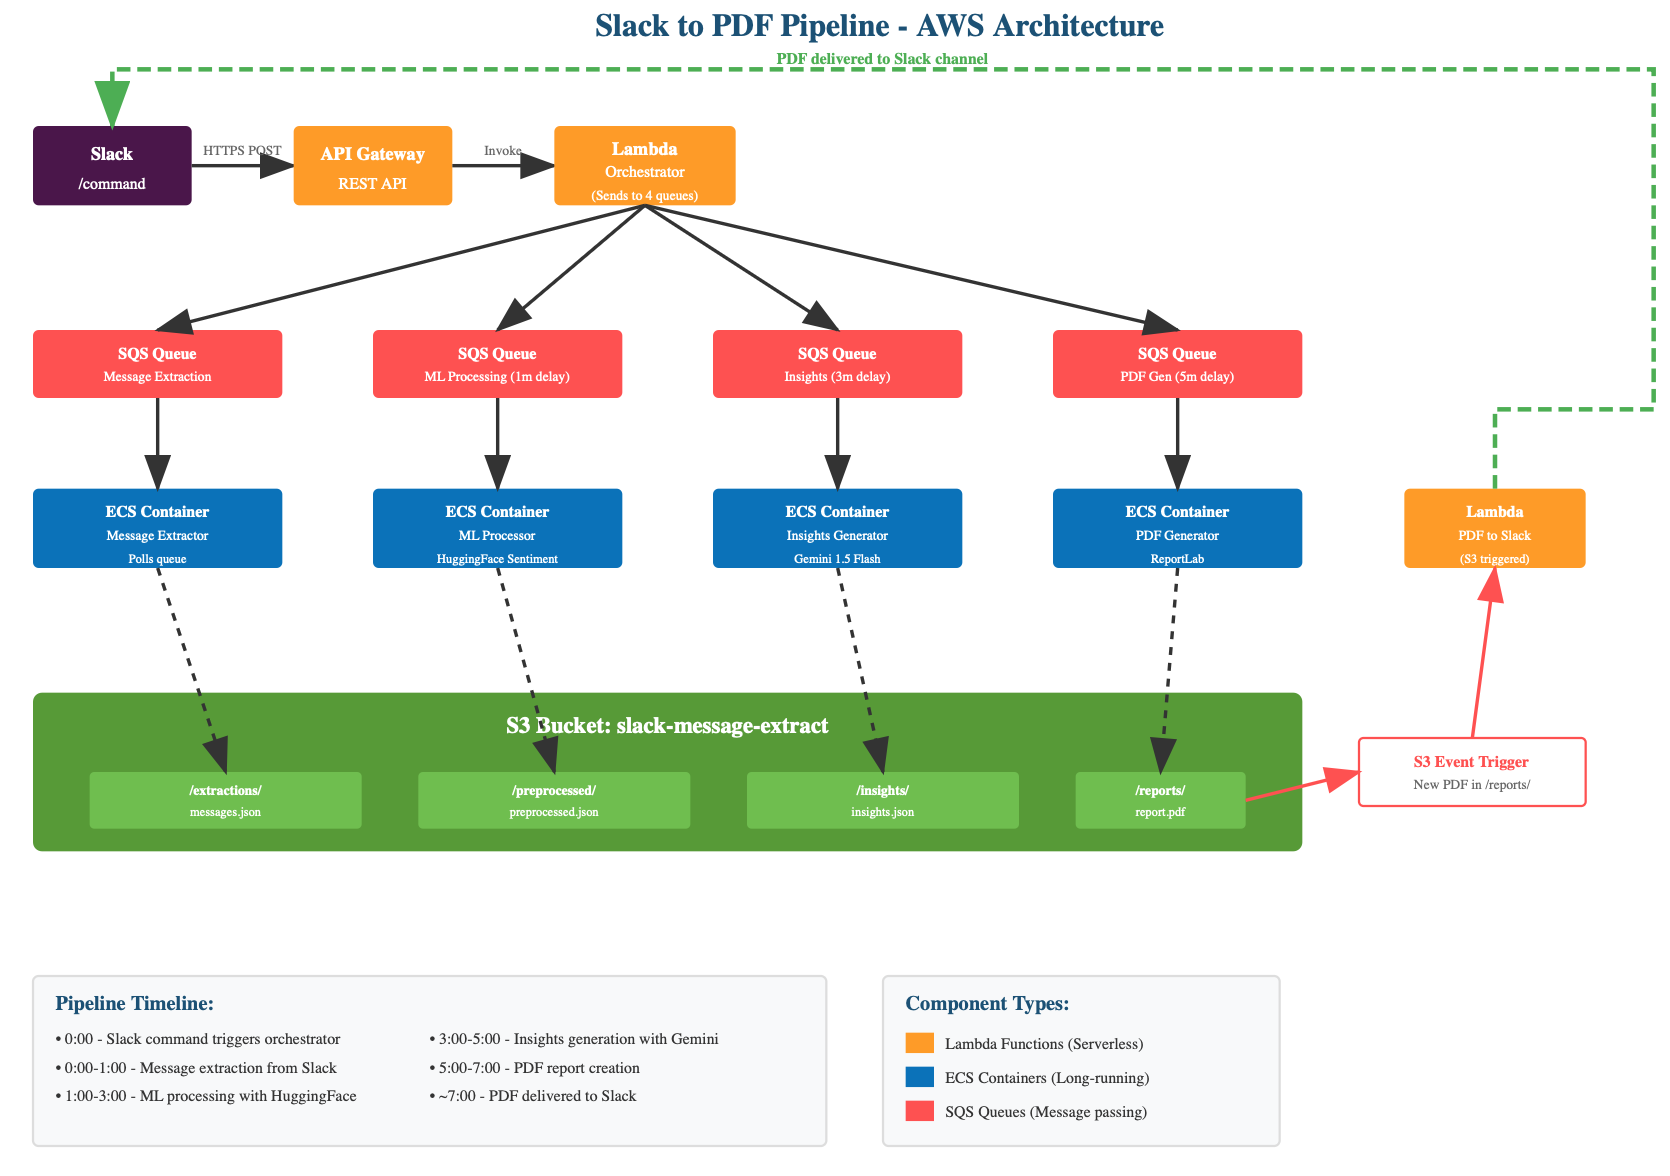 Slack to PDF Pipeline - AWS Architecture
PDF delivered to Slack channel
Slack
/command
HTTPS POST
API Gateway
REST API
Invoke
Lambda
Orchestrator
(Sends to 4 queues)
SQS Queue
Message Extraction
SQS Queue
ML Processing (1m delay)
SQS Queue
Insights (3m delay)
SQS Queue
PDF Gen (5m delay)
ECS Container
Message Extractor
Polls queue
ECS Container
ML Processor
HuggingFace Sentiment
ECS Container
Insights Generator
Gemini 1.5 Flash
ECS Container
PDF Generator
ReportLab
Lambda
PDF to Slack
(S3 triggered)
S3 Bucket: slack-message-extract
/extractions/
messages.json
/preprocessed/
preprocessed.json
/insights/
insights.json
/reports/
report.pdf
S3 Event Trigger
New PDF in /reports/
Pipeline Timeline:
• 0:00 - Slack command triggers orchestrator
• 0:00-1:00 - Message extraction from Slack
• 1:00-3:00 - ML processing with HuggingFace
• 3:00-5:00 - Insights generation with Gemini
• 5:00-7:00 - PDF report creation
• ~7:00 - PDF delivered to Slack
Component Types:
Lambda Functions (Serverless)
ECS Containers (Long-running)
SQS Queues (Message passing)